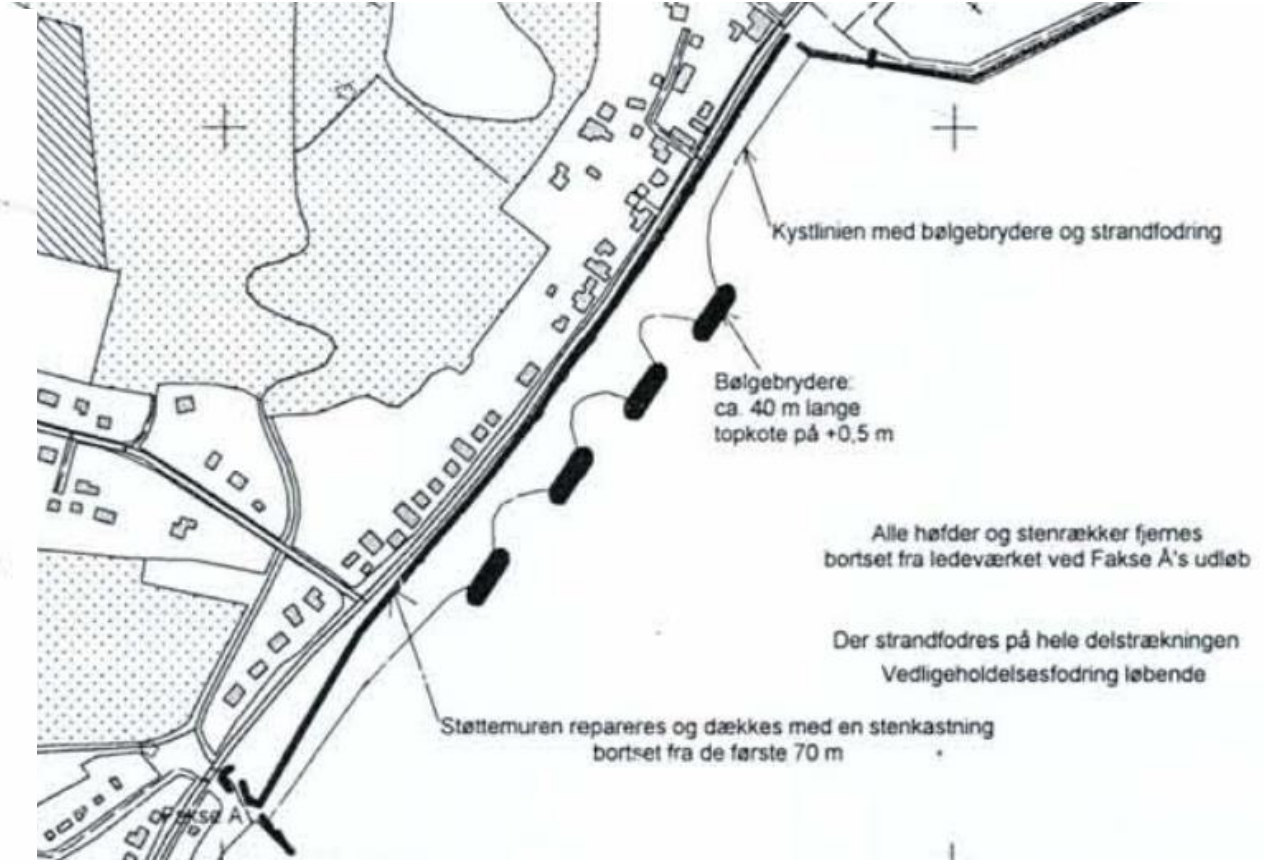 Kystlinien med bølgebrydere og strandfodring
Bølgebrydere:
ca. 40 m lange
topkote på +0,5 m
Alle høfder og stenrækker fjernes
bortset fra ledeværket ved Fakse Å's udløb
Der strandfodres på hele delstrækningen
Vedligeholdelsesfodring løbende
Støttemuren repareres og dækkes med en stenkastning
bortset fra de første 70 m
Fakse Å